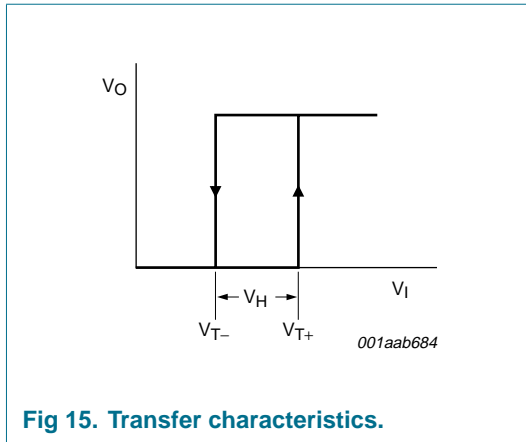 VO
VH
VI
VT−
VT+
001aab684
Fig 15. Transfer characteristics.